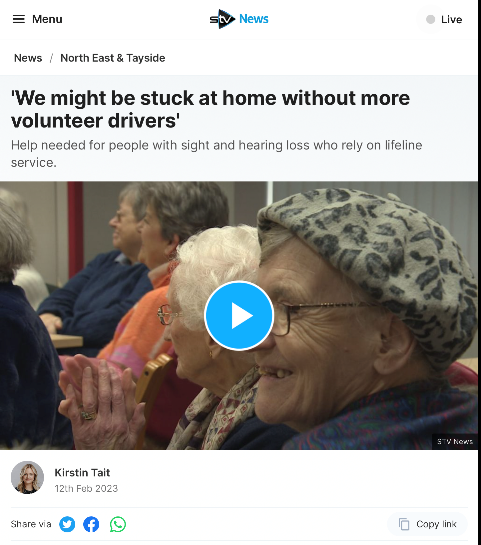 Menu
STV News
Live
News / North East & Tayside
'We might be stuck at home without more
volunteer drivers'
Help needed for people with sight and hearing loss who rely on lifeline
service.
STV News
Kirstin Tait
12th Feb 2023
Share via
Copy link